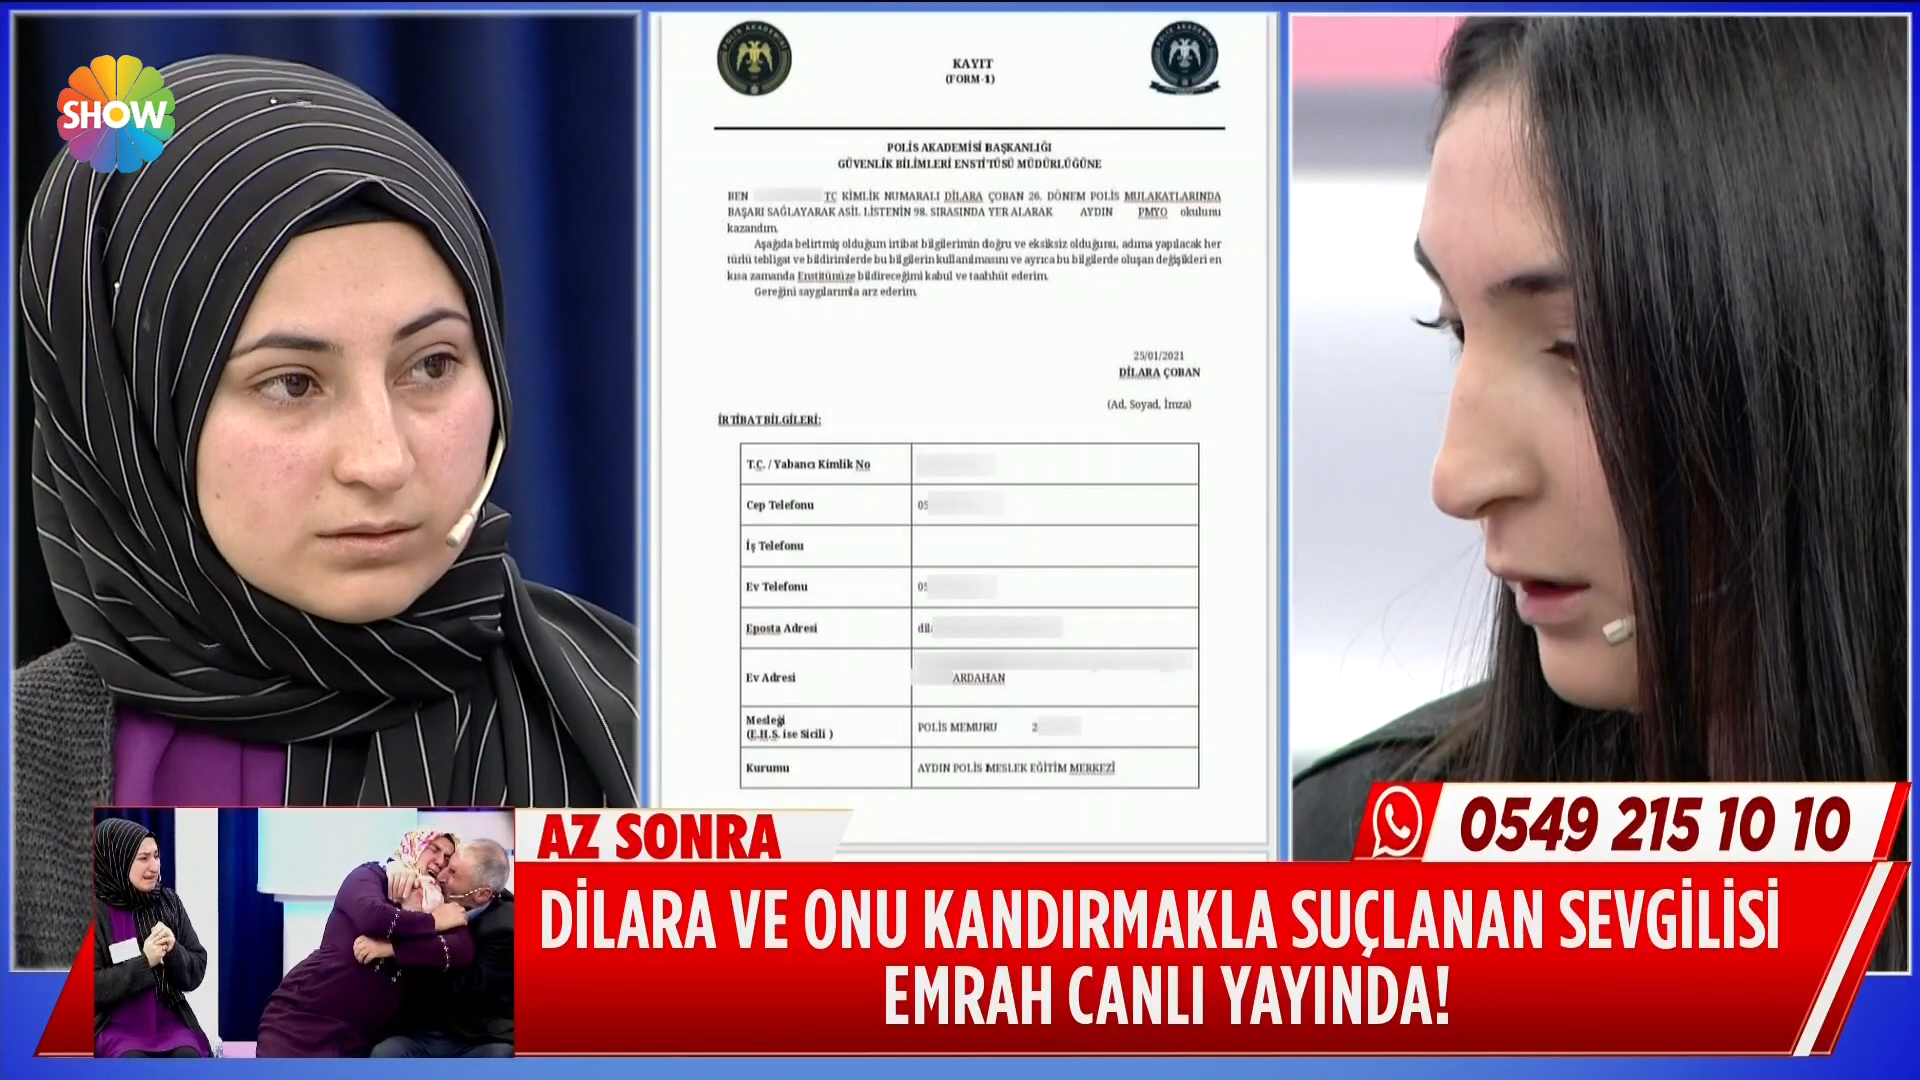 SHOW
KAYIT
(FORM-1)
POLİS AKADEMİSİ BAŞKANLIĞI
GÜVENLİK BİLİMLERİ ENSTİTÜSÜ MÜDÜRLÜĞÜNE
BEN TC KİMLİK NUMARALI DİLARA ÇOBAN 26. DÖNEM POLİS MULAKATLARINDA
BAŞARI SAĞLAYARAK ASİL LİSTENİN 98. SIRASINDA YER ALARAK AYDIN PMYO okulunu
kazandım.
Aşağıda belirtmiş olduğum irtibat bilgilerimin doğru ve eksiksiz olduğunu, adıma yapılacak her
türlü tebligat ve bildirimlerde bu bilgilerin kullanılmasını ve ayrıca bu bilgilerde oluşan değişikleri en
kısa zamanda Enstitünüze bildireceğimi kabul ve taahhüt ederim.
Gereğini saygılarımla arz ederim.
25/01/2021
DİLARA ÇOBAN
(Ad, Soyad, İmza)
İRTİBAT BİLGİLERİ:
T.C. / Yabancı Kimlik No
Cep Telefonu 05
İş Telefonu
Ev Telefonu 05
Eposta Adresi dil
Ev Adresi ARDAHAN
Mesleği
(E.H.S. ise Sicili ) POLİS MEMURU 2
Kurumu AYDIN POLİS MESLEK EĞİTİM MERKEZİ
0549 215 10 10
AZ SONRA
DİLARA VE ONU KANDIRMAKLA SUÇLANAN SEVGİLİSİ
EMRAH CANLI YAYINDA!